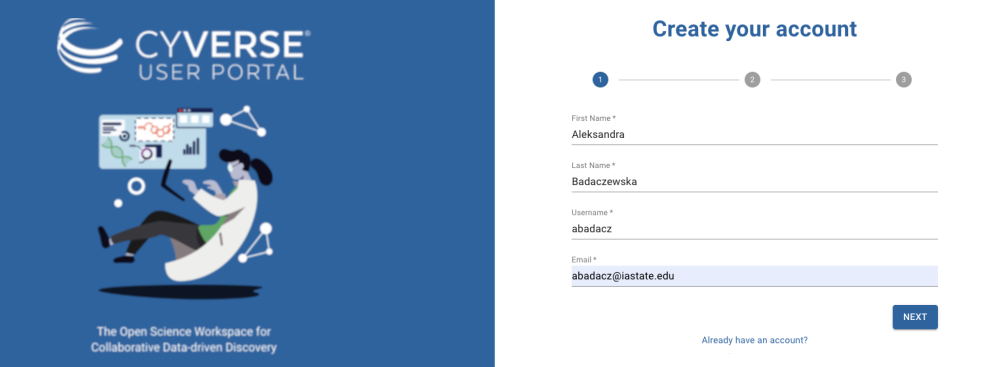 CYVERSE®
USER PORTAL
The Open Science Workspace for
Collaborative Data-driven Discovery
Create your account
1
2
3
First Name *
Aleksandra
Last Name *
Badaczewska
Username *
abadacz
Email *
abadacz@iastate.edu
NEXT
Already have an account?